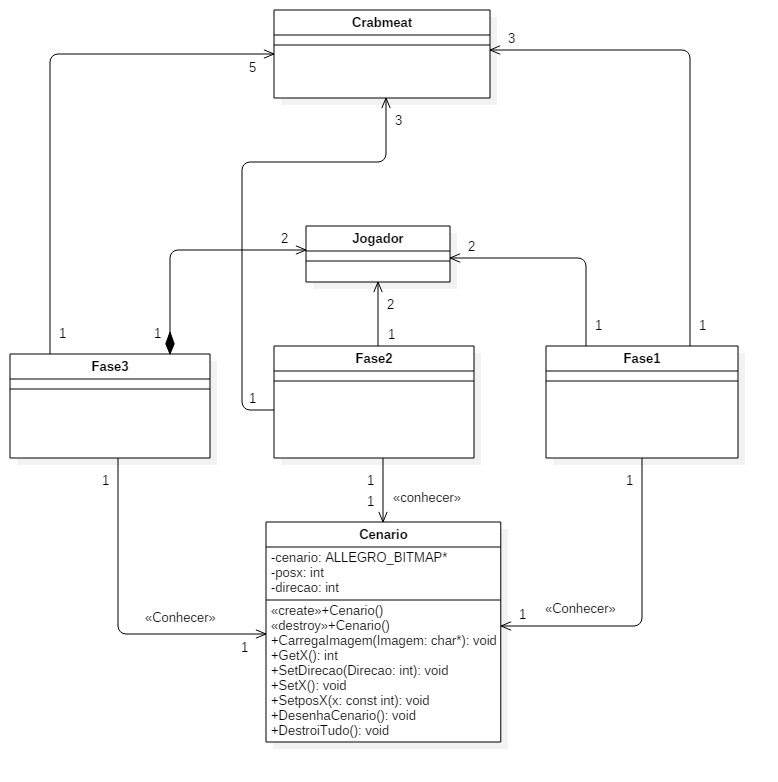 Crabmeat
3
5
3
Jogador
2
2
2
1
1
1
1
1
Fase3
Fase2
Fase1
1
1
1
1
1
«conhecer»
Cenario
-cenario: ALLEGRO_BITMAP*
-posx: int
-direcao: int
«create»+Cenario()
«destroy»+Cenario()
+CarregaImagem(Imagem: char*): void
+GetX(): int
+SetDirecao(Direcao: int): void
+SetX(): void
+SetposX(x: const int): void
+DesenhaCenario(): void
+DestroiTudo(): void
«Conhecer»
1
«Conhecer»
1